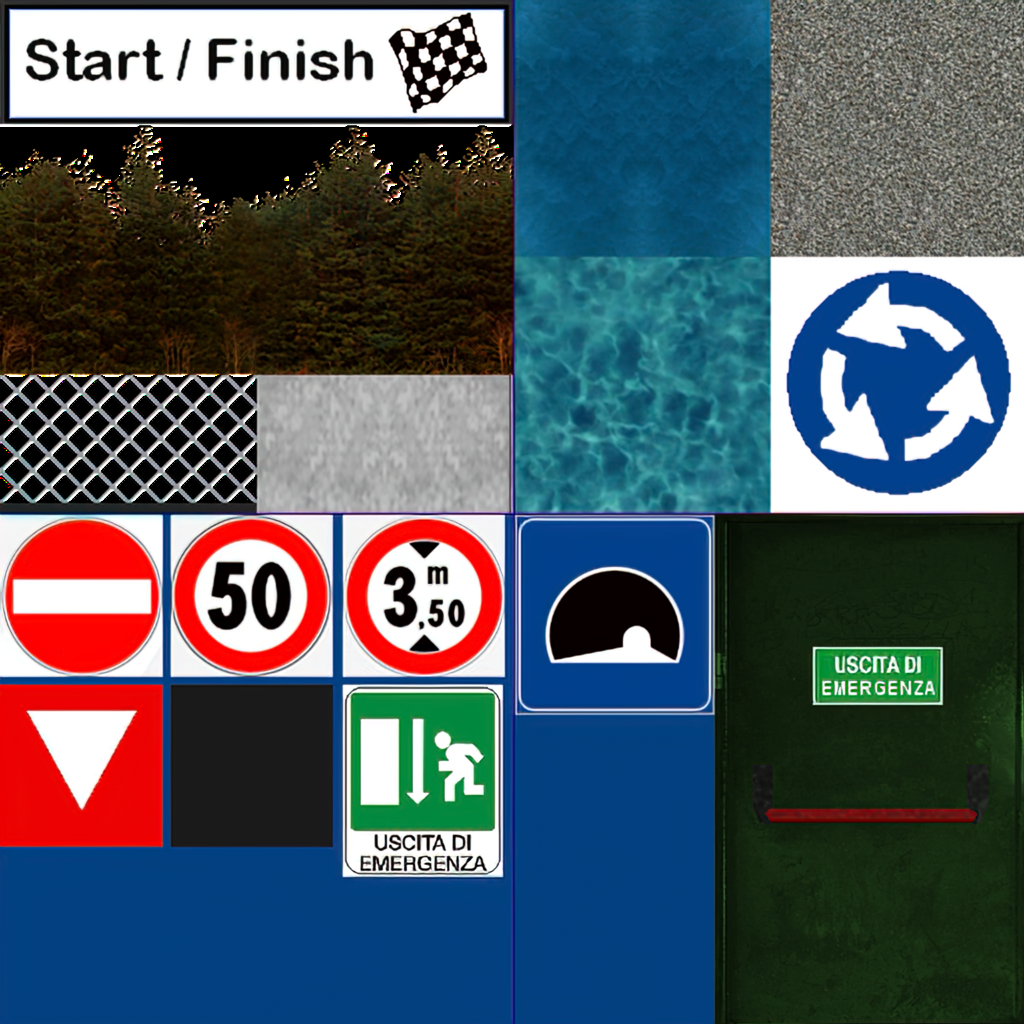 Start / Finish
50
3 m
,50
USCITA DI
EMERGENZA
USCITA DI
EMERGENZA